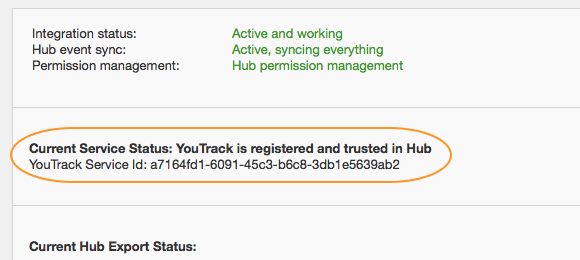 Integration status: Active and working
Hub event sync: Active, syncing everything
Permission management: Hub permission management
Current Service Status: YouTrack is registered and trusted in Hub
YouTrack Service Id: a7164fd1-6091-45c3-b6c8-3db1e5639ab2
Current Hub Export Status: